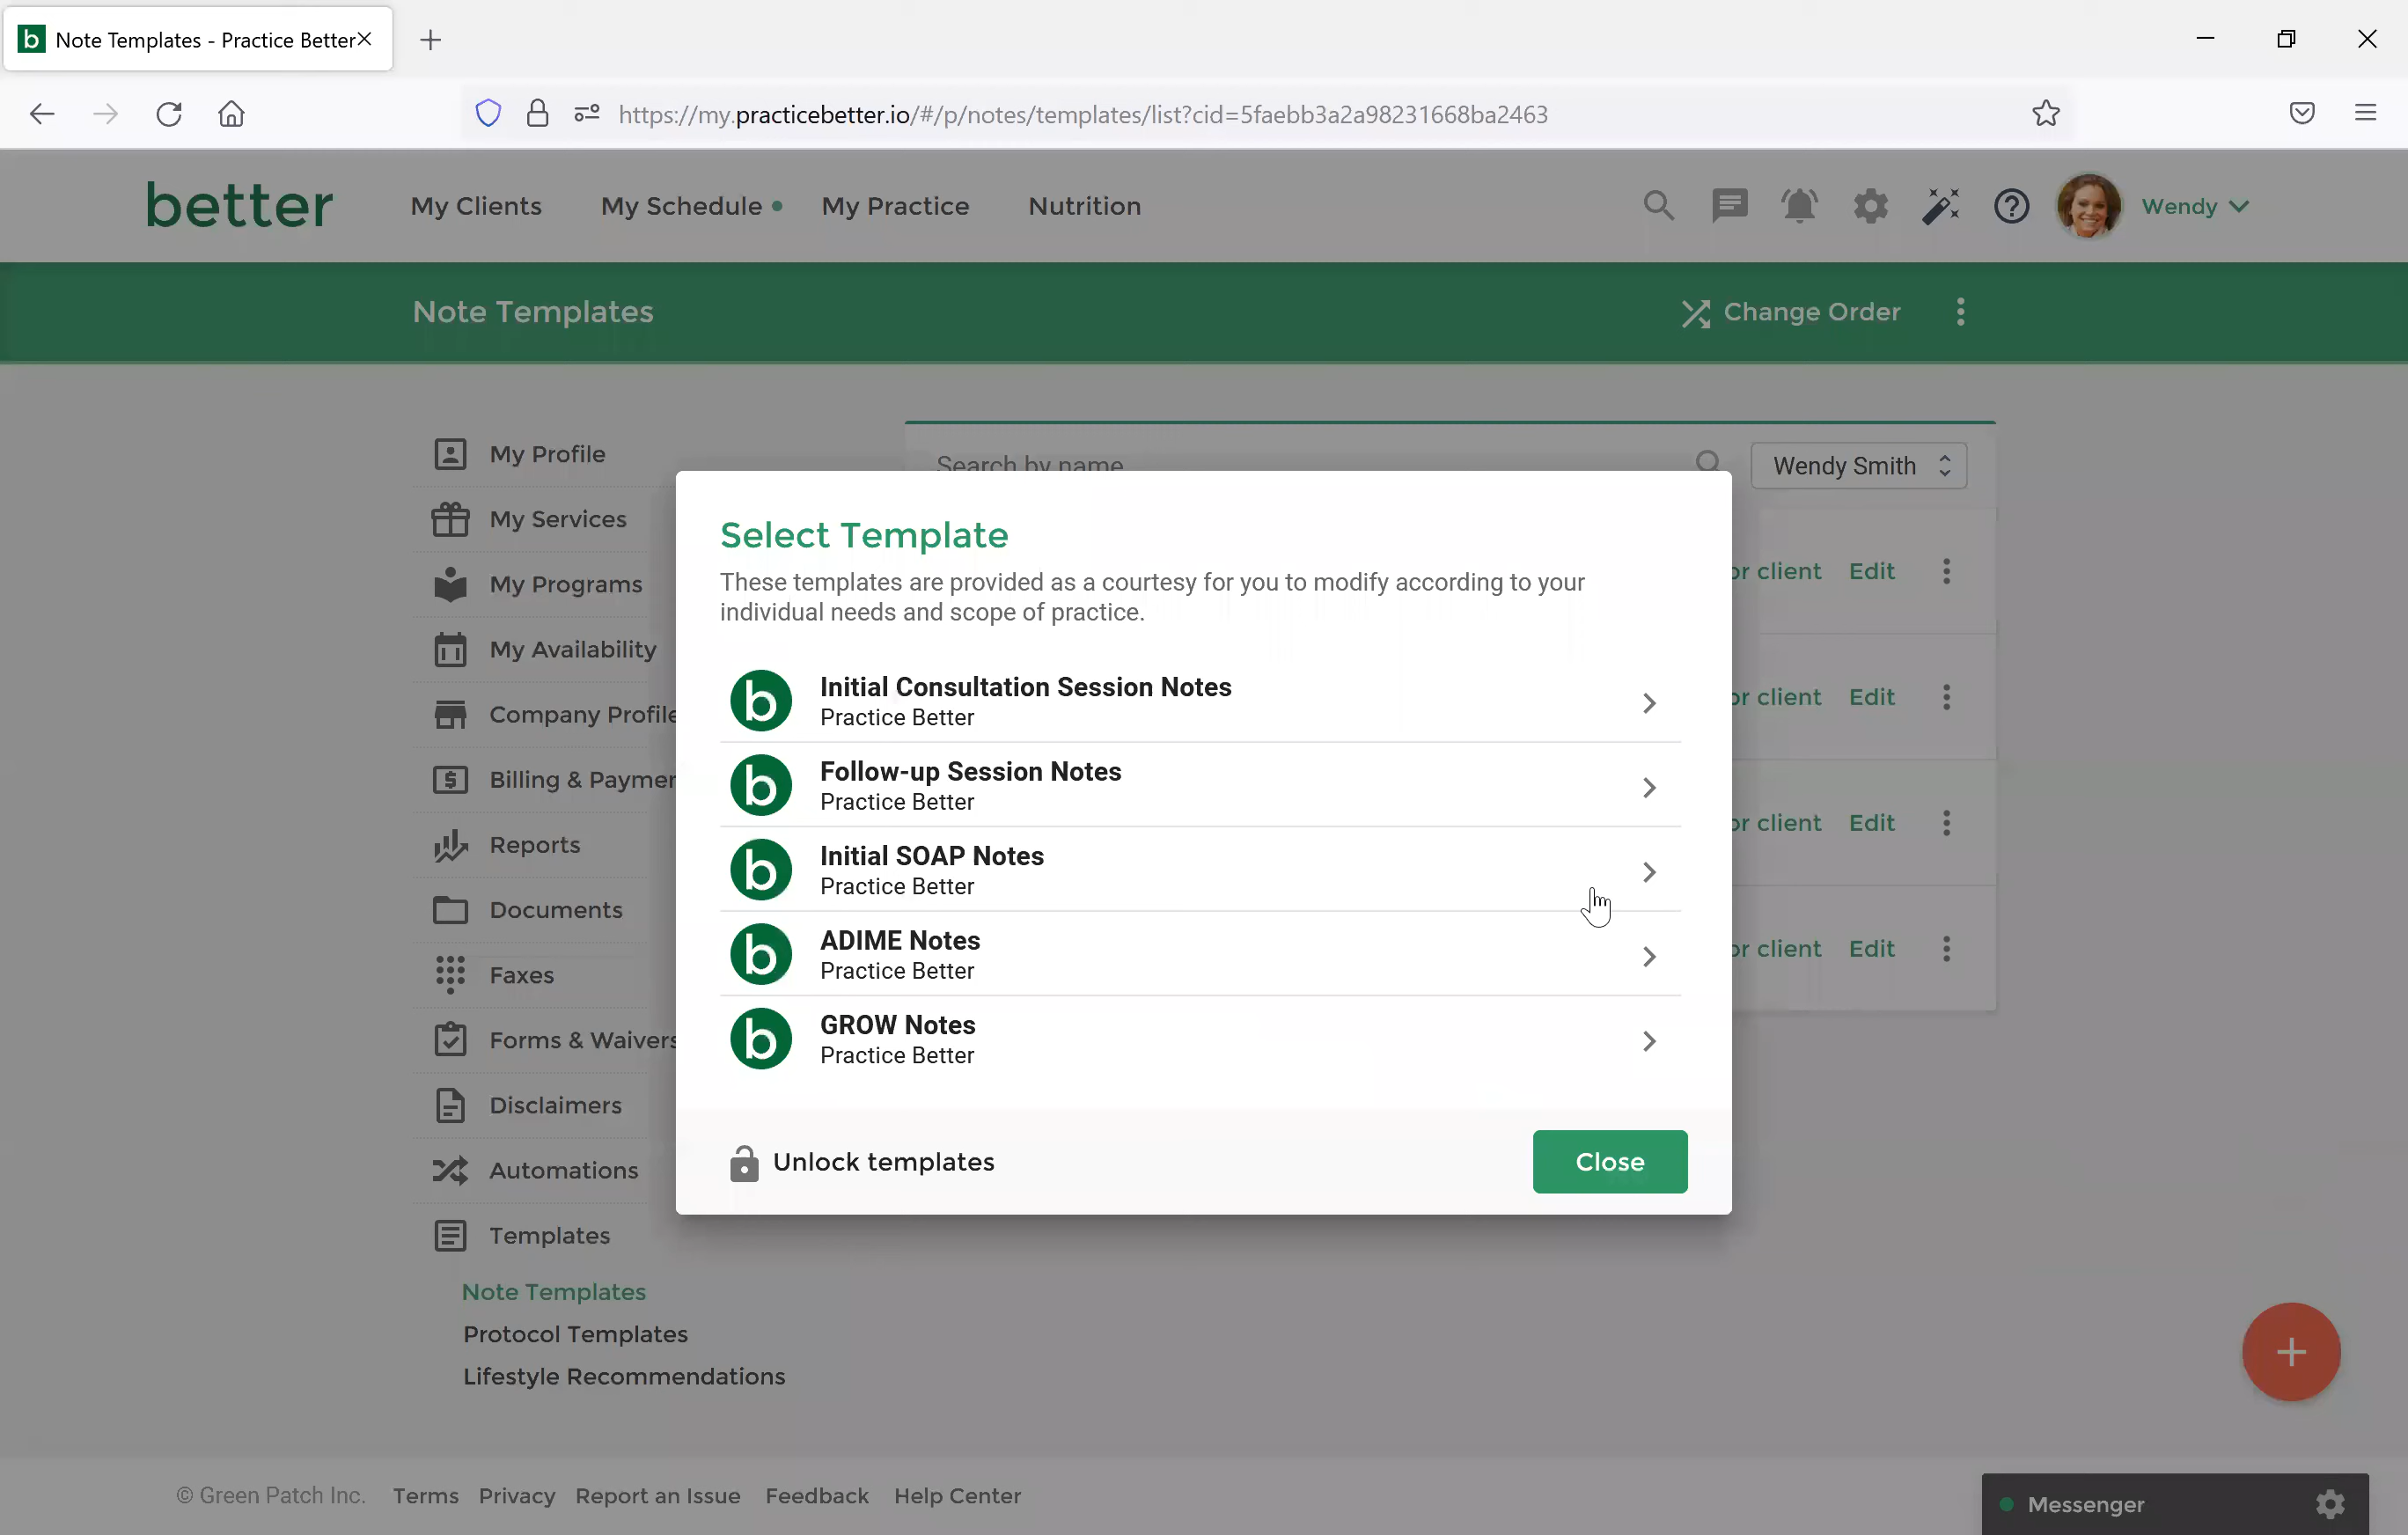 Note Templates - Practice Better
https://my.practicebetter.io/#/p/notes/templates/list?cid=5faebb3a2a98231668ba2463
better My Clients My Schedule My Practice Nutrition Wendy
Note Templates Change Order
My Profile
My Services
My Programs
My Availability
Company Profile
Billing & Paymen
Reports
Documents
Faxes
Forms & Waivers
Disclaimers
Automations
Templates
Note Templates
Protocol Templates
Lifestyle Recommendations
Search by name Wendy Smith
or client Edit
or client Edit
or client Edit
or client Edit
Select Template
These templates are provided as a courtesy for you to modify according to your
individual needs and scope of practice.
Initial Consultation Session Notes
Practice Better
Follow-up Session Notes
Practice Better
Initial SOAP Notes
Practice Better
ADIME Notes
Practice Better
GROW Notes
Practice Better
Unlock templates Close
© Green Patch Inc. Terms Privacy Report an Issue Feedback Help Center
Messenger